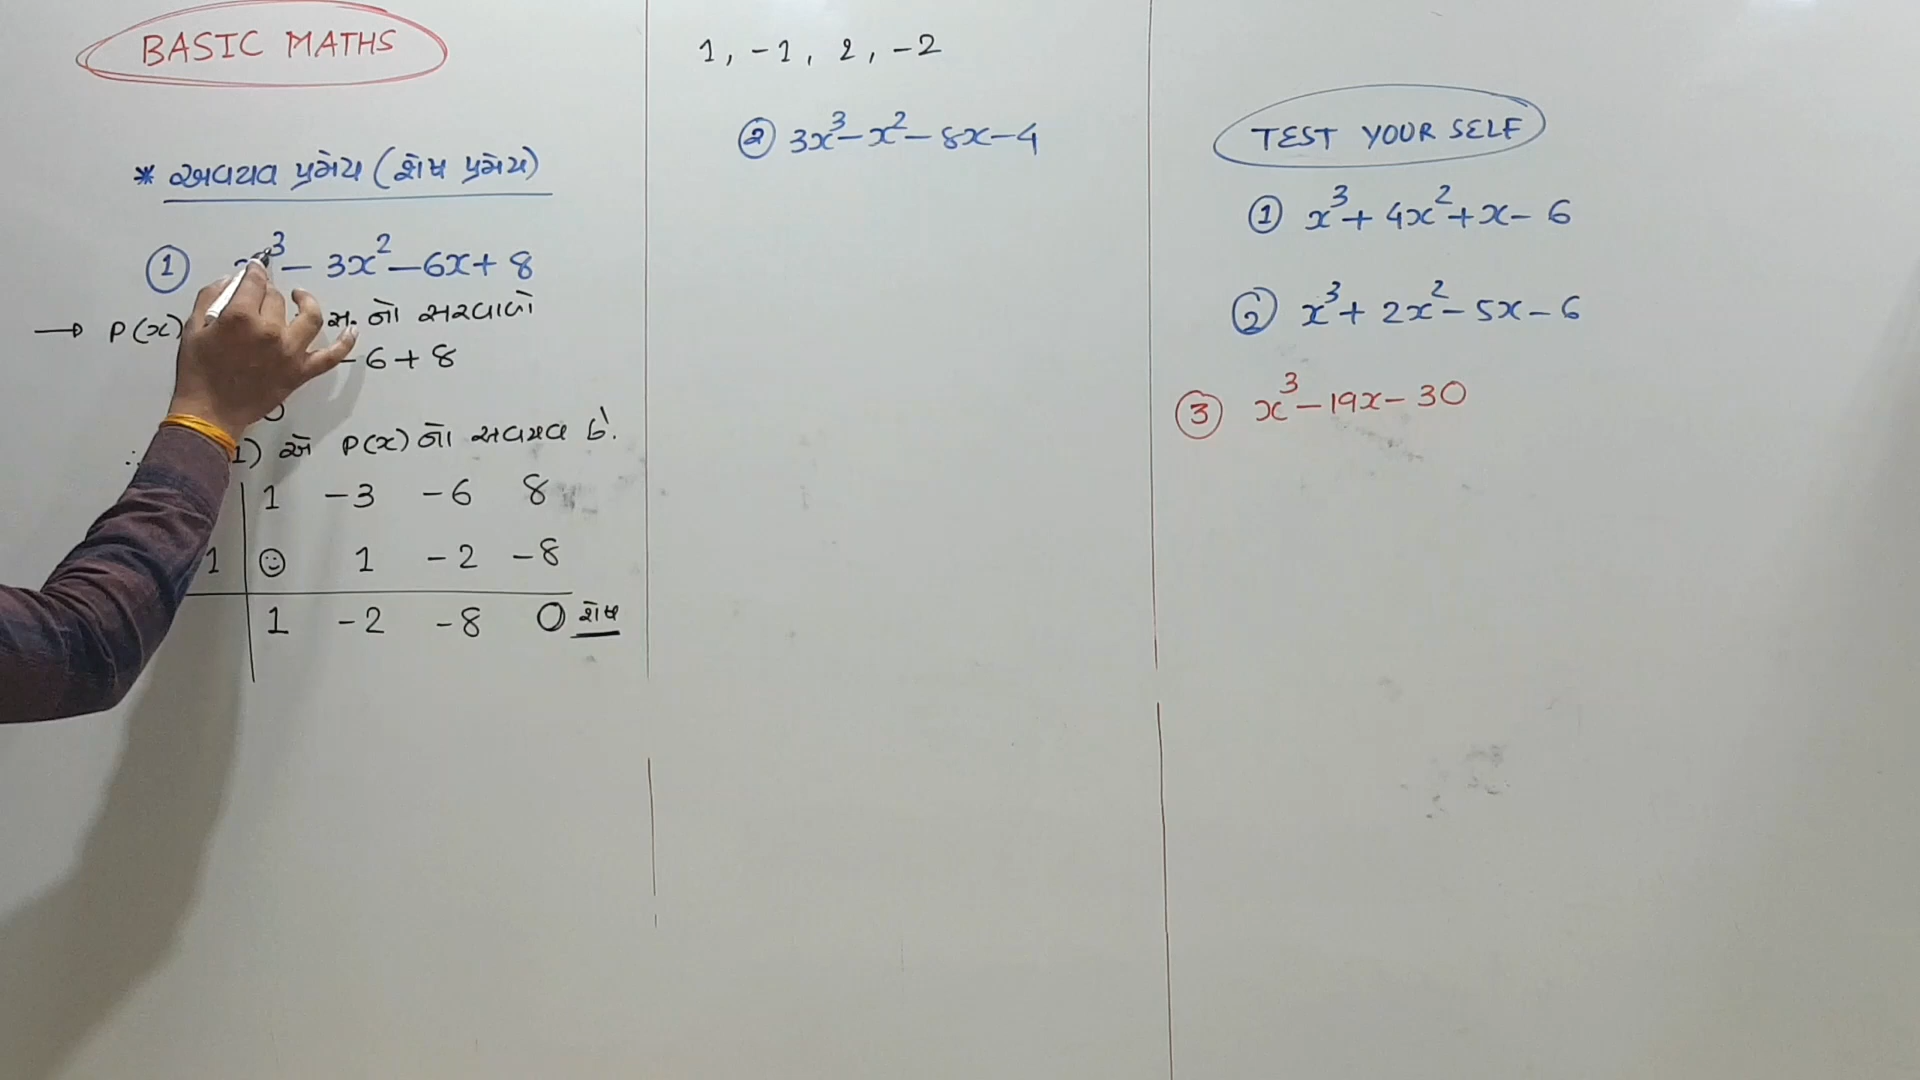 BASIC MATHS
* અવયવ પ્રમેય (શેષ પ્રમેય)
① x³ − 3x² − 6x + 8
→ P(x) સ. નો સરવાળો
− 6 + 8
0
∴ 1) એ P(x) નો અવયવ છે.
1 −3 −6 8
1 ☺ 1 −2 −8
1 −2 −8 0 શેષ
1, −1, 2, −2
② 3x³ − x² − 8x − 4
TEST YOUR SELF
① x³ + 4x² + x − 6
② x³ + 2x² − 5x − 6
③ x³ − 19x − 30